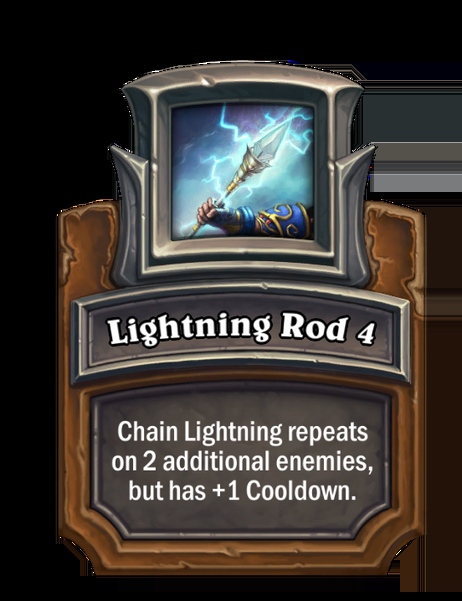 Lightning Rod 4
Chain Lightning repeats
on 2 additional enemies,
but has +1 Cooldown.